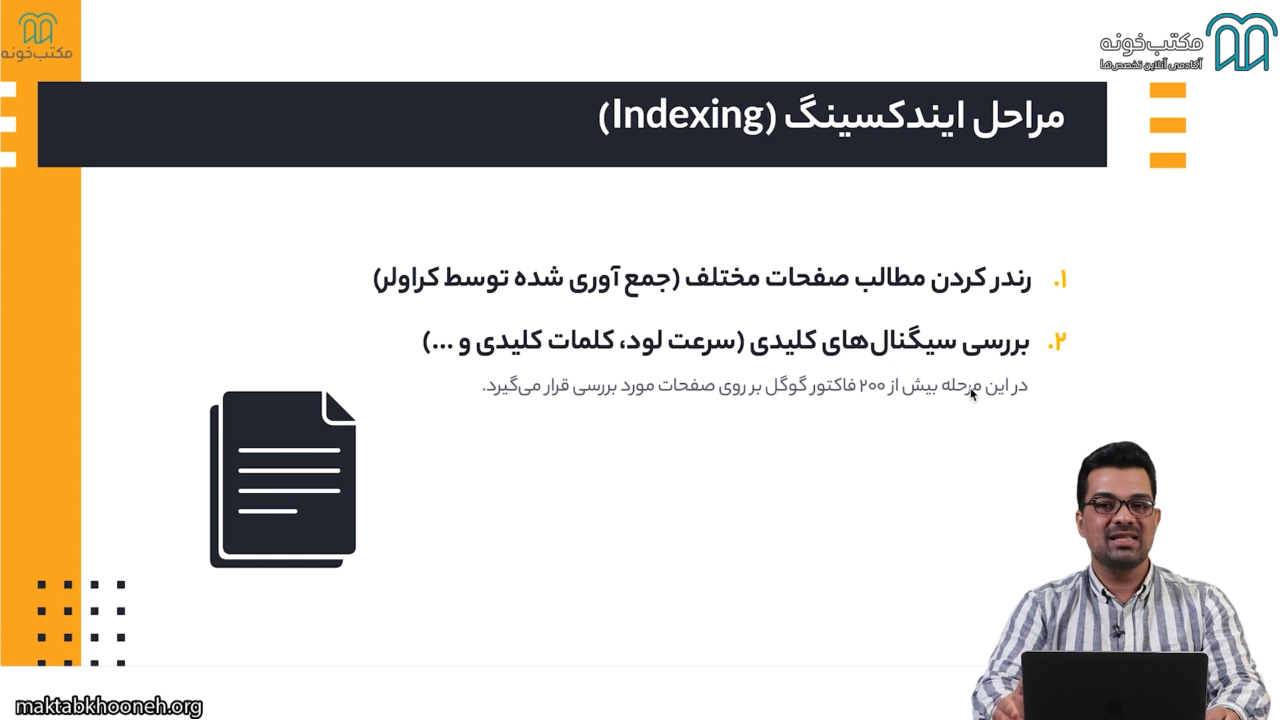 مکتب‌خونه
مکتب‌خونه
آکادمی آنلاین تخصص‌ها
مراحل ایندکسینگ (Indexing)
۱. رندر کردن مطالب صفحات مختلف (جمع آوری شده توسط کراولر)
۲. بررسی سیگنال‌های کلیدی (سرعت لود، کلمات کلیدی و ...)
در این مرحله بیش از ۲۰۰ فاکتور گوگل بر روی صفحات مورد بررسی قرار می‌گیرد.
maktabkhooneh.org